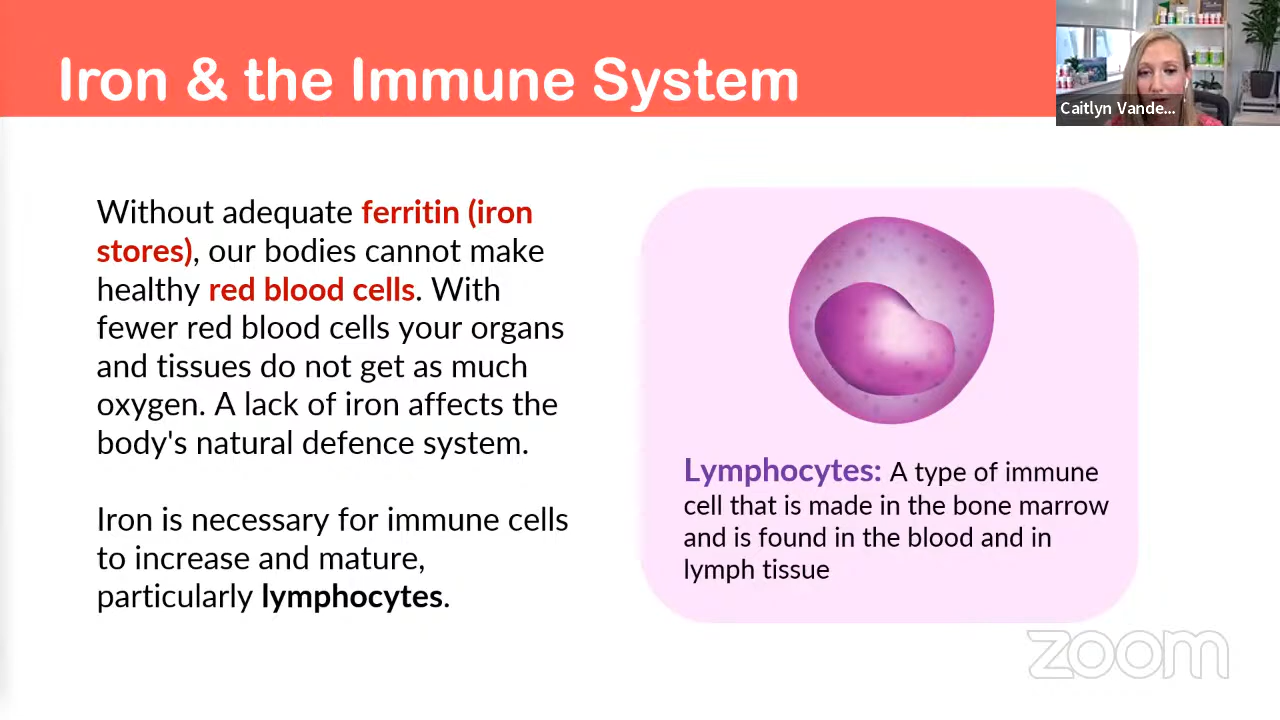 Iron & the Immune System
Caitlyn Vande...
Without adequate ferritin (iron
stores), our bodies cannot make
healthy red blood cells. With
fewer red blood cells your organs
and tissues do not get as much
oxygen. A lack of iron affects the
body's natural defence system.
Iron is necessary for immune cells
to increase and mature,
particularly lymphocytes.
Lymphocytes: A type of immune
cell that is made in the bone marrow
and is found in the blood and in
lymph tissue
zoom